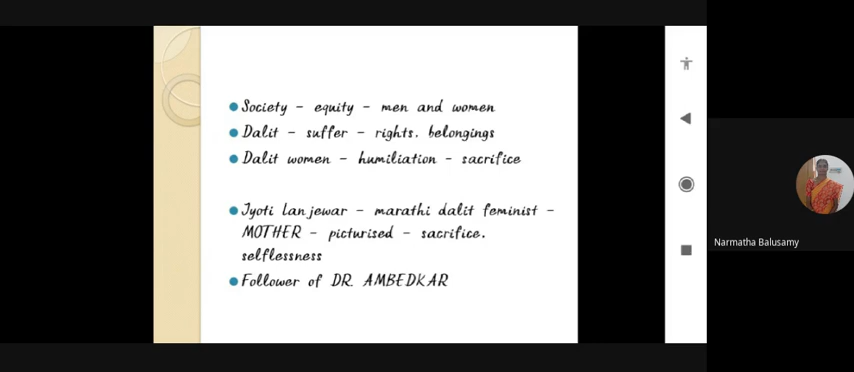 Society - equity - men and women
Dalit - suffer - rights, belongings
Dalit women - humiliation - sacrifice
Jyoti Lanjewar - marathi dalit feminist -
MOTHER - picturised - sacrifice,
selflessness
Follower of DR. AMBEDKAR
Narmatha Balusamy